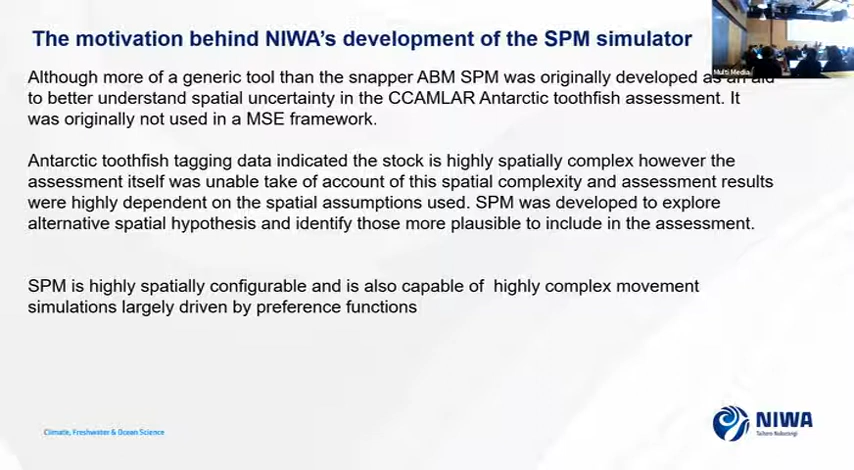 The motivation behind NIWA's development of the SPM simulator
Multi Media
Although more of a generic tool than the snapper ABM SPM was originally developed as an aid
to better understand spatial uncertainty in the CCAMLAR Antarctic toothfish assessment. It
was originally not used in a MSE framework.
Antarctic toothfish tagging data indicated the stock is highly spatially complex however the
assessment itself was unable take of account of this spatial complexity and assessment results
were highly dependent on the spatial assumptions used. SPM was developed to explore
alternative spatial hypothesis and identify those more plausible to include in the assessment.
SPM is highly spatially configurable and is also capable of highly complex movement
simulations largely driven by preference functions
Climate, Freshwater & Ocean Science
NIWA
Taihoro Nukurangi